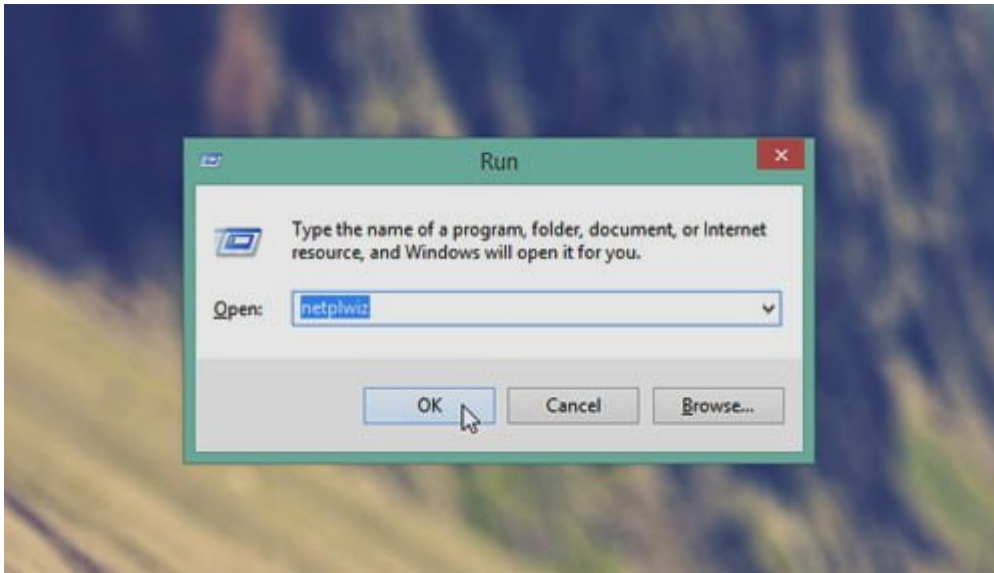 Run
Type the name of a program, folder, document, or Internet
resource, and Windows will open it for you.
Open: netplwiz
OK Cancel Browse...